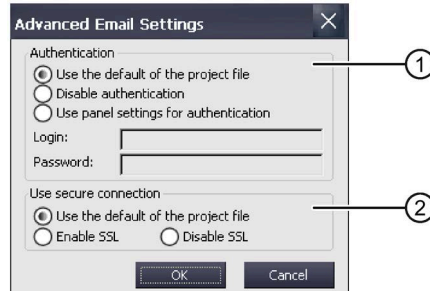 Advanced Email Settings
Authentication
1
Use the default of the project file
Disable authentication
Use panel settings for authentication
Login:
Password:
Use secure connection
2
Use the default of the project file
Enable SSL Disable SSL
OK Cancel